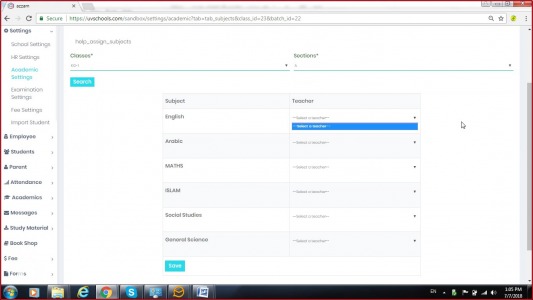 ecorn
Secure
https://uvschools.com/sandbox/settings/academic?tab=tab_subjects&class_id=23&batch_id=22
Settings
School Settings
HR Settings
Academic
Settings
Examination
Settings
Fee Settings
Import Student
Employee
Students
Parent
Attendance
Academics
Messages
Study Material
Book Shop
Fee
help_assign_subjects
Classes*
Sections*
A
Search
Subject
Teacher
English
--Select a teacher--
--Select a teacher--
Arabic
--Select a teacher--
MATHS
--Select a teacher--
ISLAM
--Select a teacher--
Social Studies
--Select a teacher--
General Science
--Select a teacher--
Save
EN
1:05 PM
7/7/2018